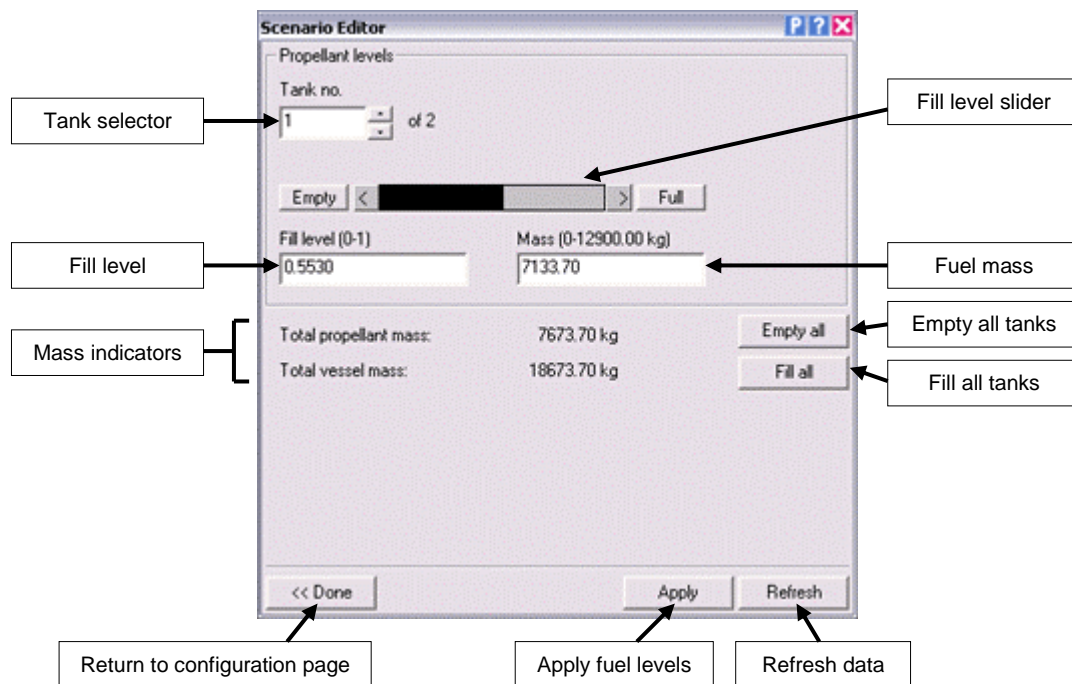 Scenario Editor
P ? X
Propellant levels
Tank no.
Tank selector
1 of 2
Fill level slider
Empty < > Full
Fill level (0-1) Mass (0-12900.00 kg)
Fill level
0.5530 7133.70
Fuel mass
Mass indicators
Total propellant mass: 7673.70 kg
Empty all
Empty all tanks
Total vessel mass: 18673.70 kg
Fill all
Fill all tanks
<< Done Apply Refresh
Return to configuration page Apply fuel levels Refresh data